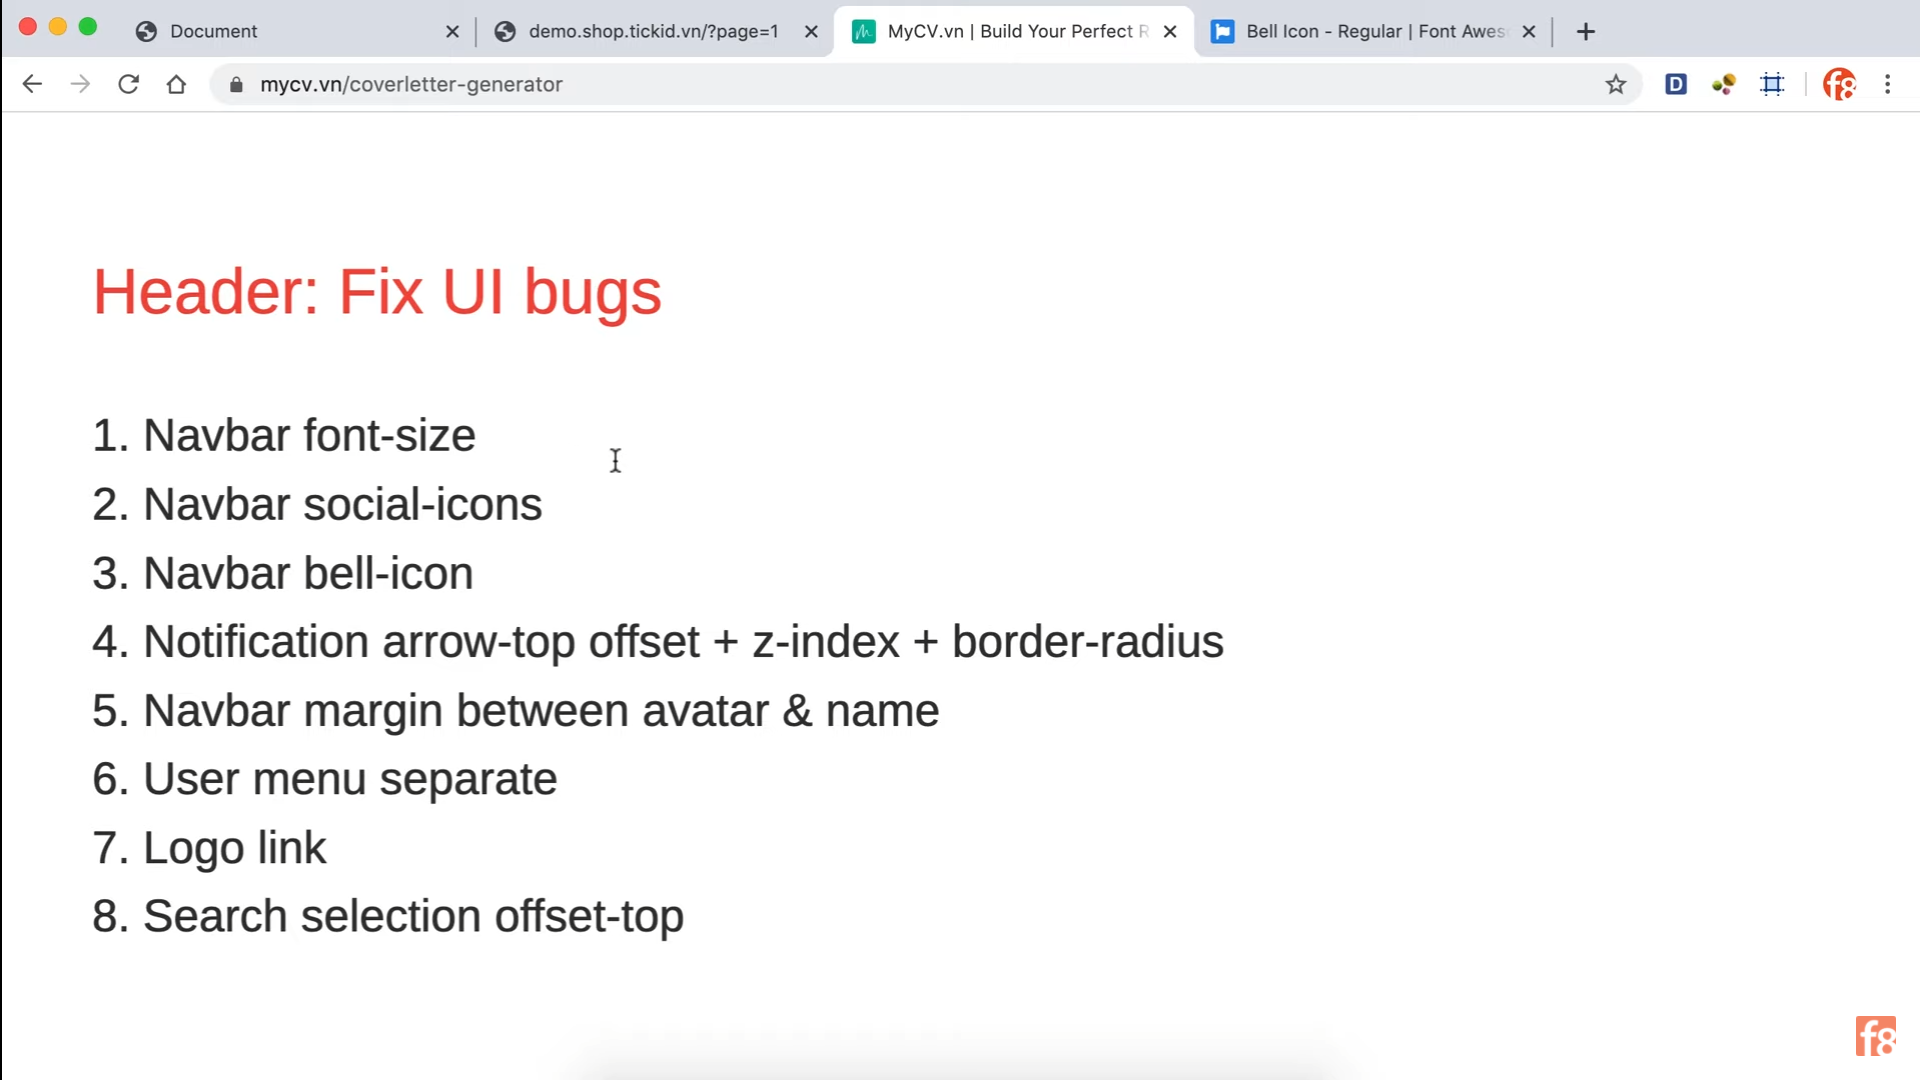 Document
demo.shop.tickid.vn/?page=1
MyCV.vn | Build Your Perfect R
Bell Icon - Regular | Font Awes
mycv.vn/coverletter-generator
D
f8
Header: Fix UI bugs
1. Navbar font-size
2. Navbar social-icons
3. Navbar bell-icon
4. Notification arrow-top offset + z-index + border-radius
5. Navbar margin between avatar & name
6. User menu separate
7. Logo link
8. Search selection offset-top
f8